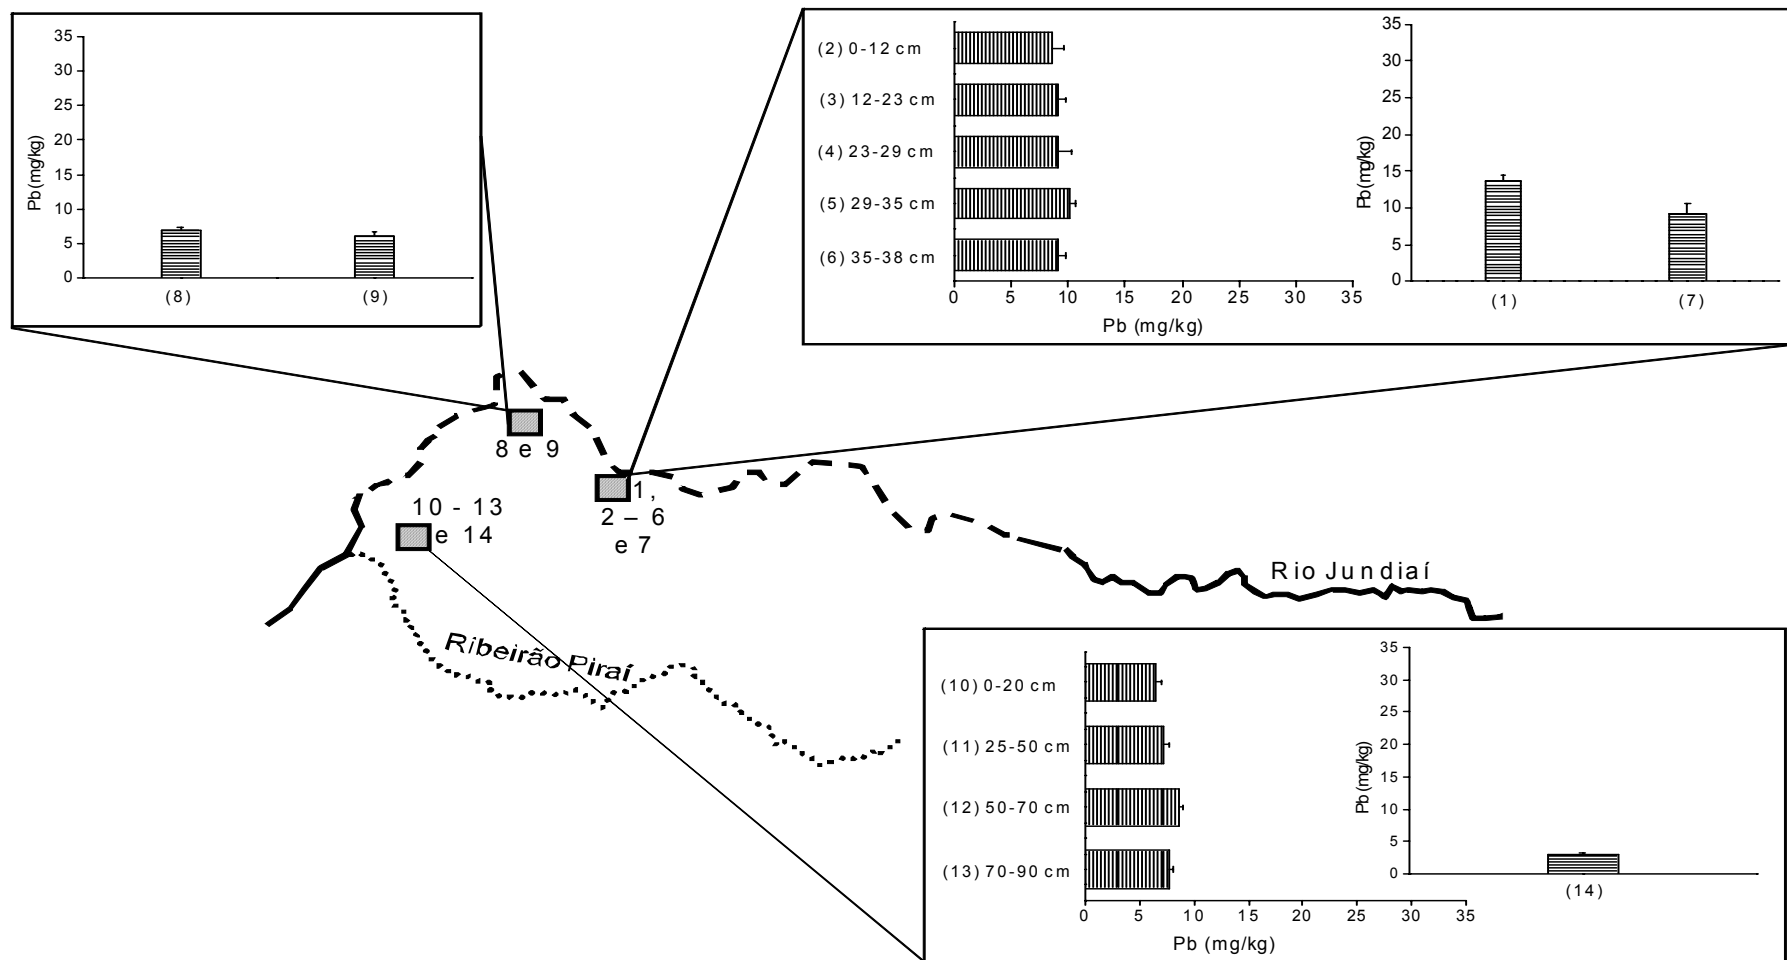 35
30
25
20
15
10
5
0
Pb (mg/kg)
(8) (9)
(2) 0-12 cm
(3) 12-23 cm
(4) 23-29 cm
(5) 29-35 cm
(6) 35-38 cm
0 5 10 15 20 25 30 35
Pb (mg/kg)
35
30
25
20
15
10
5
0
Pb (mg/kg)
(1) (7)
8 e 9
1,
2 – 6
e 7
10 - 13
e 14
Rio Jundiaí
Ribeirão Piraí
(10) 0-20 cm
(11) 25-50 cm
(12) 50-70 cm
(13) 70-90 cm
0 5 10 15 20 25 30 35
Pb (mg/kg)
35
30
25
20
15
10
5
0
Pb (mg/kg)
(14)